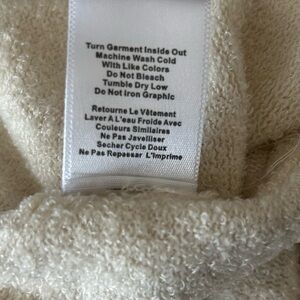 Turn Garment Inside Out
Machine Wash Cold
With Like Colors
Do Not Bleach
Tumble Dry Low
Do Not Iron Graphic
Retourne Le Vêtement
Laver A L'eau Froide Avec
Couleurs Similaires
Ne Pas Javelliser
Secher Cycle Doux
Ne Pas Repassar L'Imprime